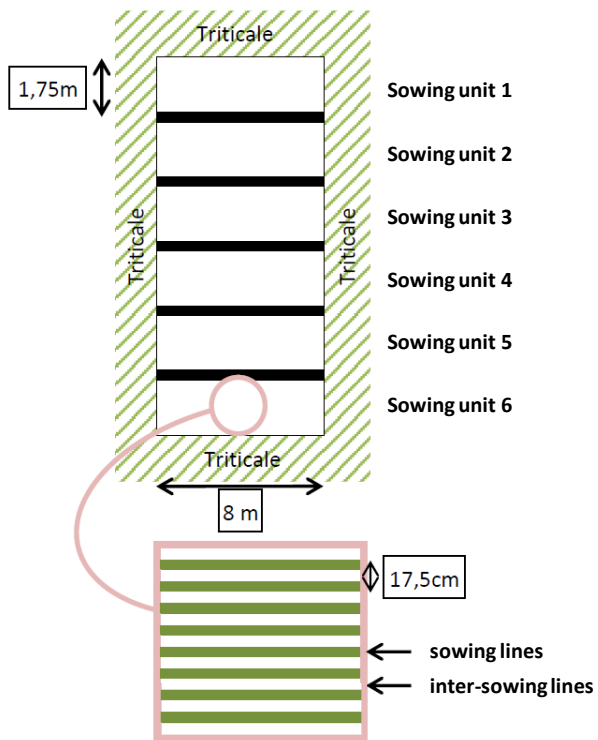 Triticale
1,75m
Sowing unit 1
Sowing unit 2
Triticale
Triticale
Sowing unit 3
Sowing unit 4
Sowing unit 5
Sowing unit 6
Triticale
8 m
17,5cm
sowing lines
inter-sowing lines